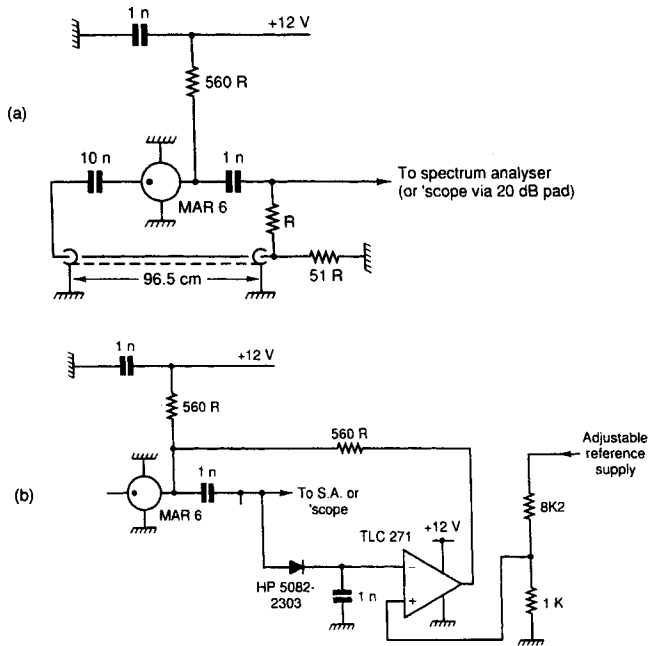 1 n
+12 V
560 R
(a)
10 n
1 n
MAR 6
To spectrum analyser
(or 'scope via 20 dB pad)
R
51 R
96.5 cm
1 n
+12 V
560 R
560 R
Adjustable
reference
supply
(b)
1 n
MAR 6
To S.A. or
'scope
8K2
TLC 271
+12 V
HP 5082-
2303
1 n
−
+
1 K